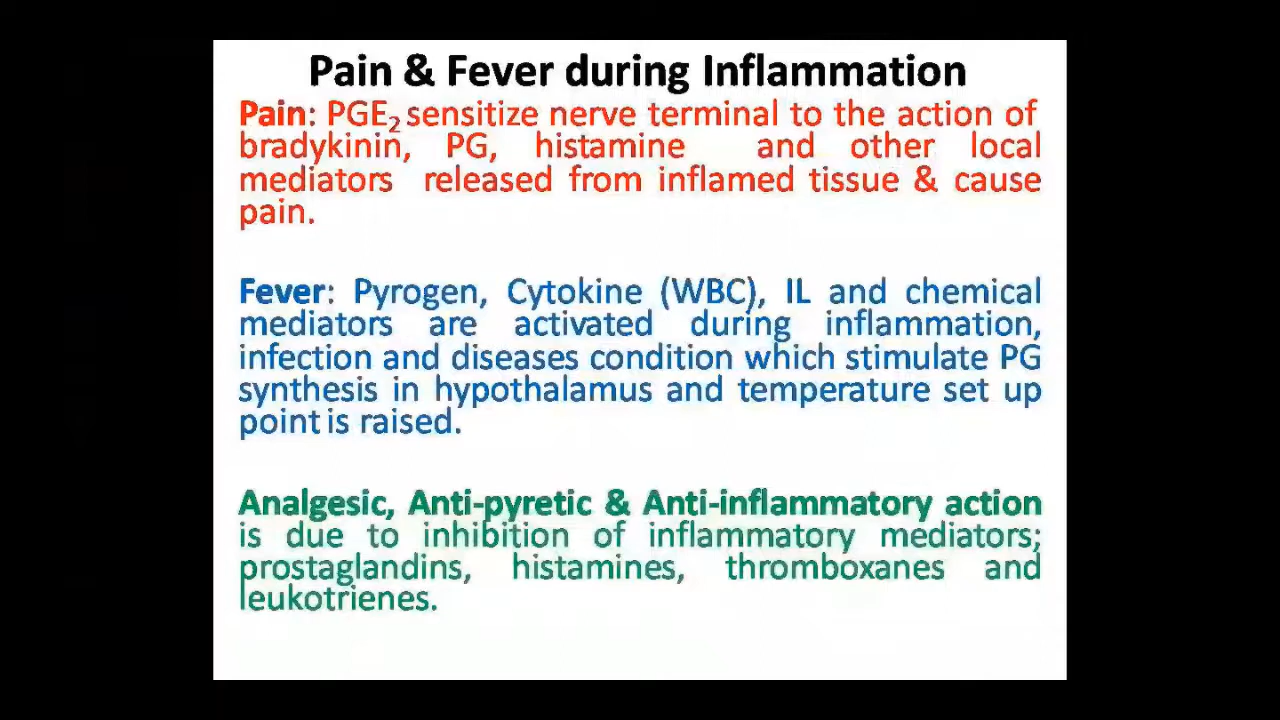 Pain & Fever during Inflammation
Pain: PGE₂ sensitize nerve terminal to the action of
bradykinin, PG, histamine and other local
mediators released from inflamed tissue & cause
pain.
Fever: Pyrogen, Cytokine (WBC), IL and chemical
mediators are activated during inflammation,
infection and diseases condition which stimulate PG
synthesis in hypothalamus and temperature set up
point is raised.
Analgesic, Anti-pyretic & Anti-inflammatory action
is due to inhibition of inflammatory mediators;
prostaglandins, histamines, thromboxanes and
leukotrienes.